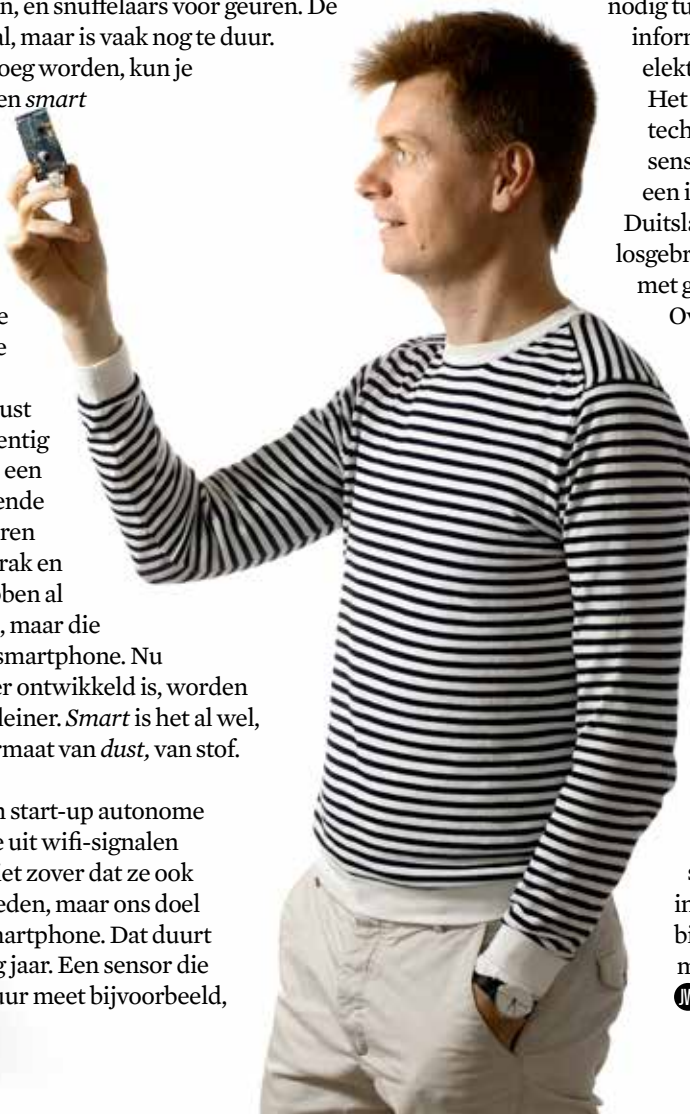 n, en snuffelaars voor geuren. De
al, maar is vaak nog te duur.
oeg worden, kun je
en smart
e
e
ust
entig
een
ende
ren
rak en
ben al
, maar die
smartphone. Nu
er ontwikkeld is, worden
leiner. Smart is het al wel,
rmaat van dust, van stof.
n start-up autonome
e uit wifi-signalen
iet zover dat ze ook
eden, maar ons doel
martphone. Dat duurt
g jaar. Een sensor die
uur meet bijvoorbeeld,
nodig tu
inform
elekt
Het
tech
sens
een i
Duitsla
losgebr
met g
Ov
s
in
bi
m